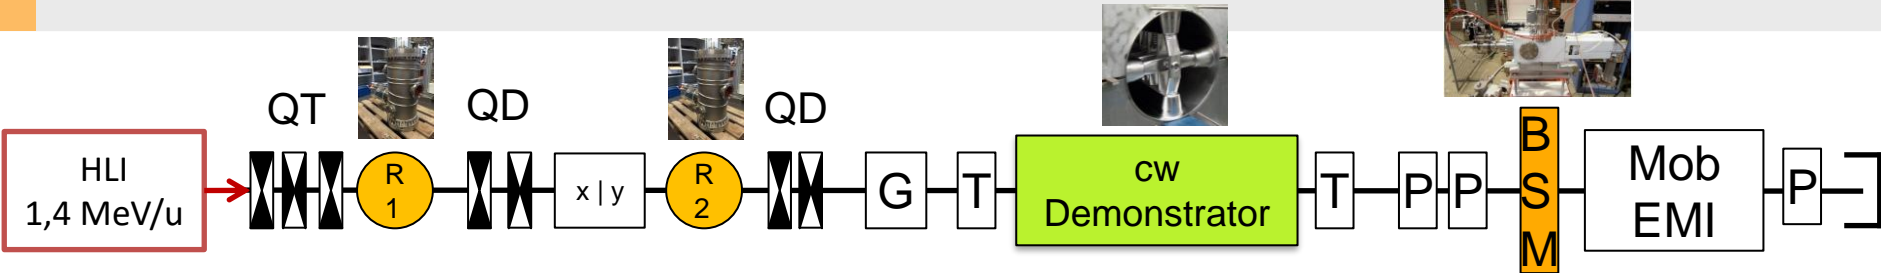 QT
QD
QD
HLI
1,4 MeV/u
R
1
x | y
R
2
G
T
cw
Demonstrator
T
P
P
B
S
M
Mob
EMI
P